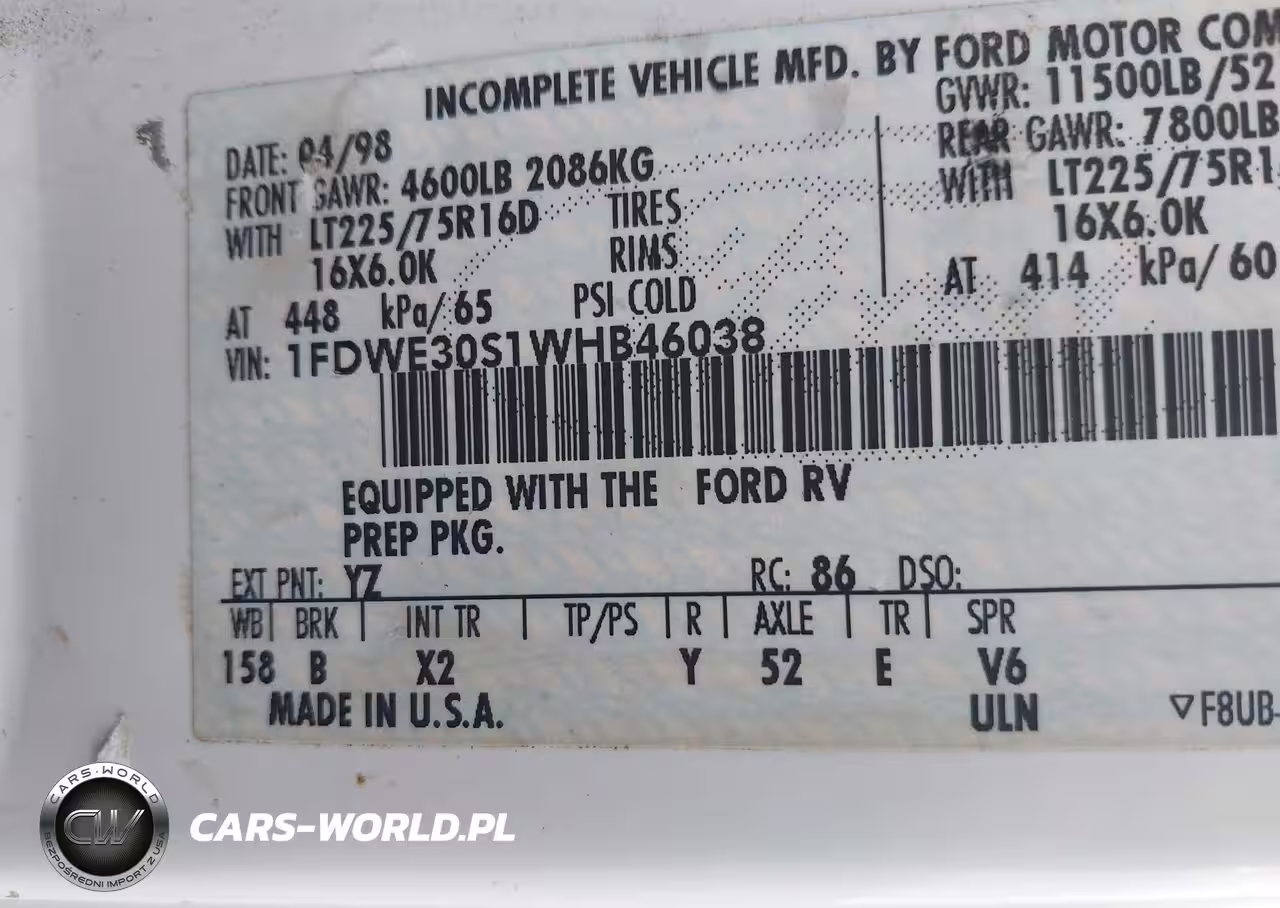 INCOMPLETE VEHICLE MFD. BY FORD MOTOR COM
GVWR: 11500LB/52
DATE: 04/98
FRONT GAWR: 4600LB 2086KG
REAR GAWR: 7800LB
WITH LT225/75R16D TIRES
WITH LT225/75R1
16X6.0K RIMS
16X6.0K
AT 448 kPa/ 65 PSI COLD
AT 414 kPa/ 60
VIN: 1FDWE30S1WHB46038
EQUIPPED WITH THE FORD RV
PREP PKG.
EXT PNT: YZ RC: 86 DSO:
WB BRK INT TR TP/PS R AXLE TR SPR
158 B X2 Y 52 E V6
MADE IN U.S.A. ULN ▽F8UB-
CARS-WORLD
CW
BEZPOŚREDNI IMPORT Z USA
CARS-WORLD.PL